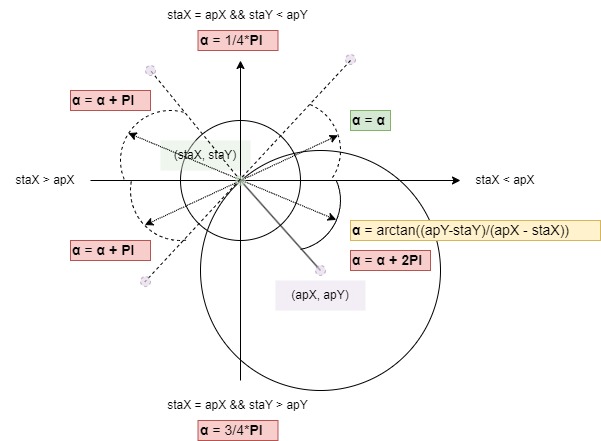 staX = apX && staY < apY
α = 1/4*PI
α = α + PI
α = α
(staX, staY)
staX > apX
staX < apX
α = arctan((apY-staY)/(apX - staX))
α = α + PI
α = α + 2PI
(apX, apY)
staX = apX && staY > apY
α = 3/4*PI